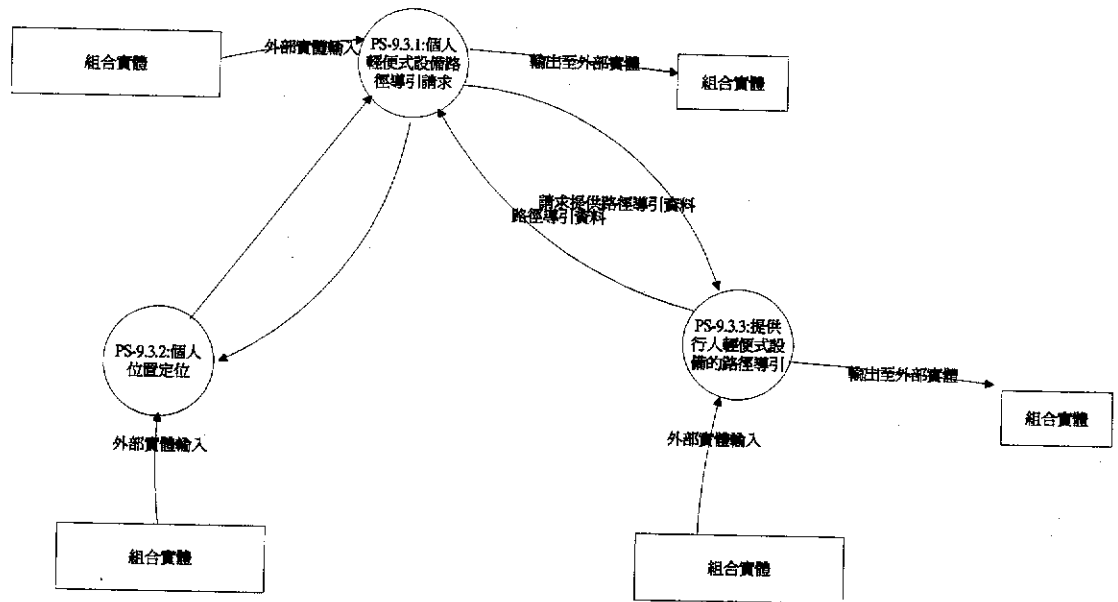 組合實體
外部實體輸入
PS-9.3.1:個人
輕便式設備路
徑導引請求
輸出至外部實體
組合實體
請求提供路徑導引資料
路徑導引資料
PS-9.3.2:個人
位置定位
PS-9.3.3:提供
行人輕便式設
備的路徑導引
輸出至外部實體
組合實體
外部實體輸入
外部實體輸入
組合實體
組合實體